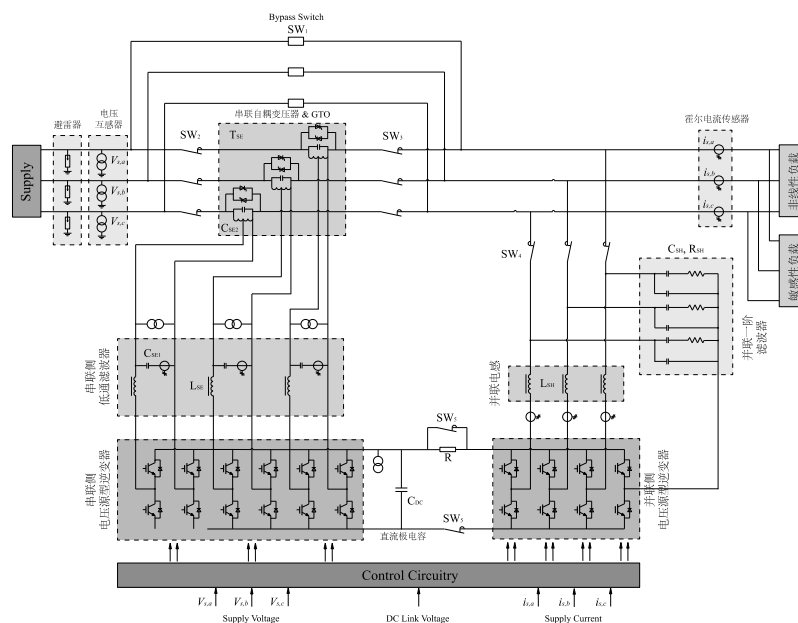 Bypass Switch
SW1
避雷器
电压
互感器
串联自耦变压器 & GTO
霍尔电流传感器
SW2
TSE
SW3
Supply
Vs,a
Vs,b
Vs,c
is,a
is,b
is,c
非线性负载
敏感性负载
CSE2
SW4
CSH, RSH
并联一阶
滤波器
串联侧
低通滤波器
CSE1
LSE
并联电感
LSH
串联侧
电压源型逆变器
SW5
R
CDC
SW5
直流极电容
并联侧
电压源型逆变器
Control Circuitry
Vs,a
Vs,b
Vs,c
is,a
is,b
is,c
Supply Voltage
DC Link Voltage
Supply Current